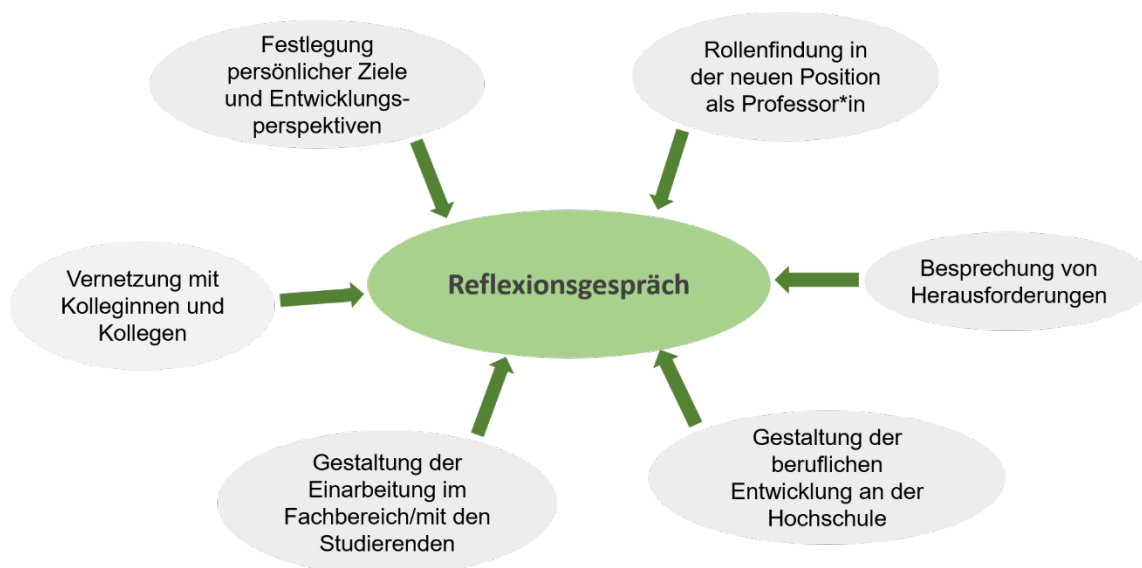 Festlegung
persönlicher Ziele
und Entwicklungs-
perspektiven
Rollenfindung in
der neuen Position
als Professor*in
Vernetzung mit
Kolleginnen und
Kollegen
Reflexionsgespräch
Besprechung von
Herausforderungen
Gestaltung der
Einarbeitung im
Fachbereich/mit den
Studierenden
Gestaltung der
beruflichen
Entwicklung an der
Hochschule